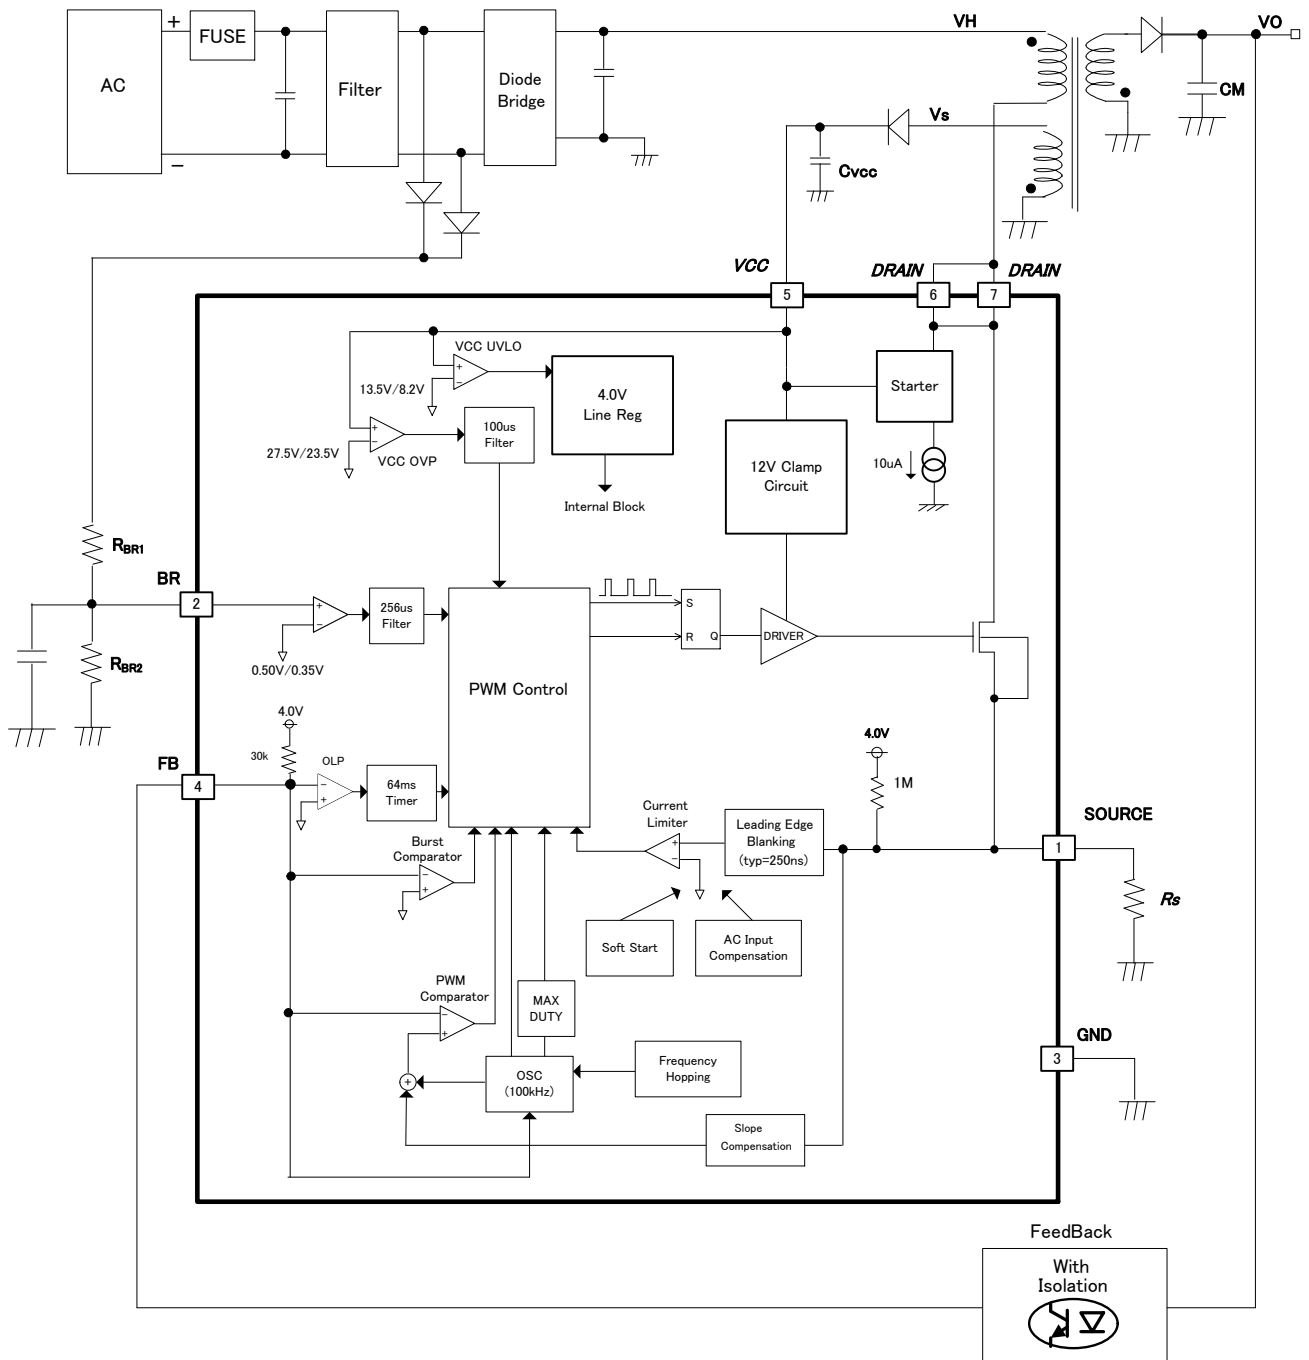 VH
VO
+
FUSE
AC
Filter
Diode
Bridge
CM
Vs
−
Cvcc
VCC
DRAIN
DRAIN
5
6
7
VCC UVLO
+
−
13.5V/8.2V
4.0V
Line Reg
Starter
+
−
100us
Filter
27.5V/23.5V
VCC OVP
12V Clamp
Circuit
10uA
Internal Block
RBR1
BR
2
+
−
256us
Filter
S
R
Q
DRIVER
0.50V/0.35V
RBR2
PWM Control
4.0V
30k
FB
4
OLP
−
+
64ms
Timer
4.0V
1M
Current
Limiter
+
−
Leading Edge
Blanking
(typ=250ns)
SOURCE
1
Burst
Comparator
−
+
Rs
Soft Start
AC Input
Compensation
PWM
Comparator
−
+
MAX
DUTY
GND
3
OSC
(100kHz)
+
Frequency
Hopping
Slope
Compensation
FeedBack
With
Isolation